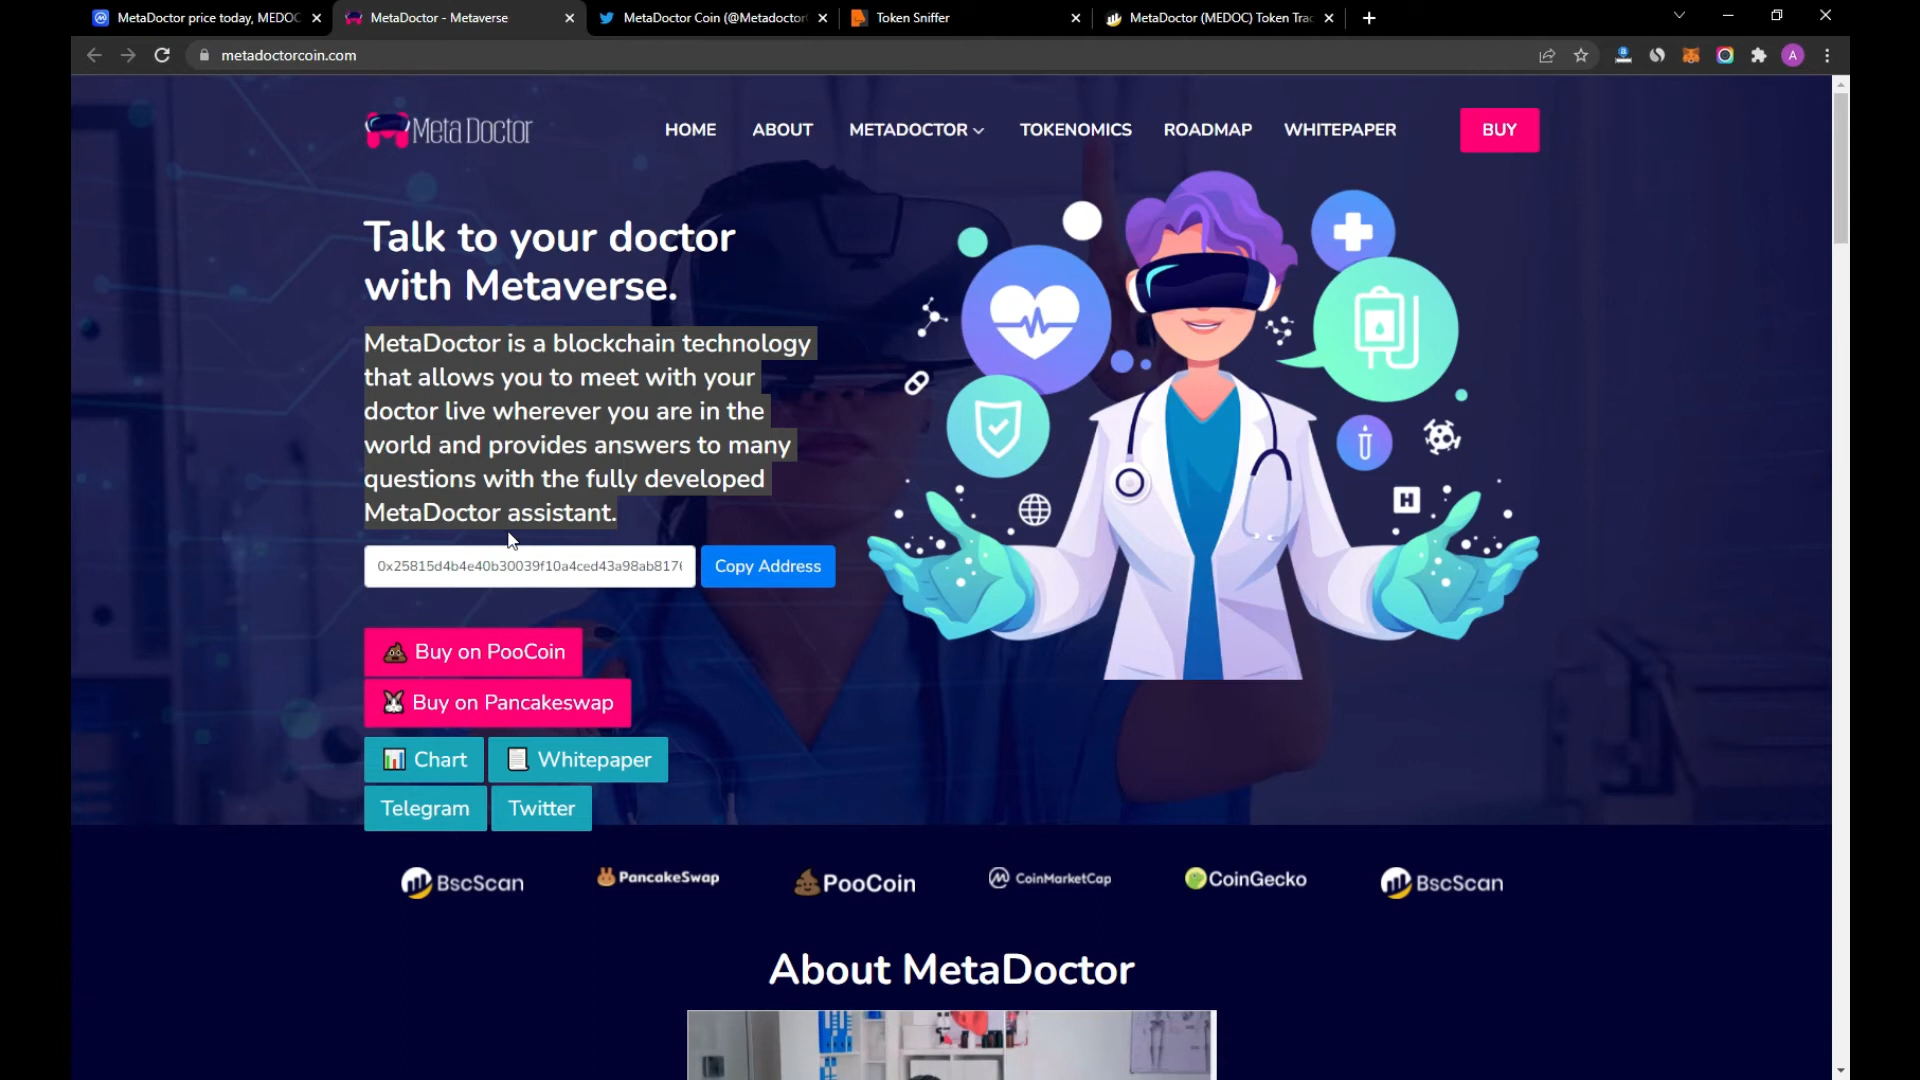 MetaDoctor price today, MEDOC
MetaDoctor - Metaverse
MetaDoctor Coin (@Metadoctor
Token Sniffer
MetaDoctor (MEDOC) Token Tra
metadoctorcoin.com
A
Meta Doctor
HOME
ABOUT
METADOCTOR
TOKENOMICS
ROADMAP
WHITEPAPER
BUY
Talk to your doctor
with Metaverse.
MetaDoctor is a blockchain technology
that allows you to meet with your
doctor live wherever you are in the
world and provides answers to many
questions with the fully developed
MetaDoctor assistant.
H
0x25815d4b4e40b30039f10a4ced43a98ab817
Copy Address
Buy on PooCoin
Buy on Pancakeswap
Chart
Whitepaper
Telegram
Twitter
BscScan
PancakeSwap
PooCoin
CoinMarketCap
CoinGecko
BscScan
About MetaDoctor